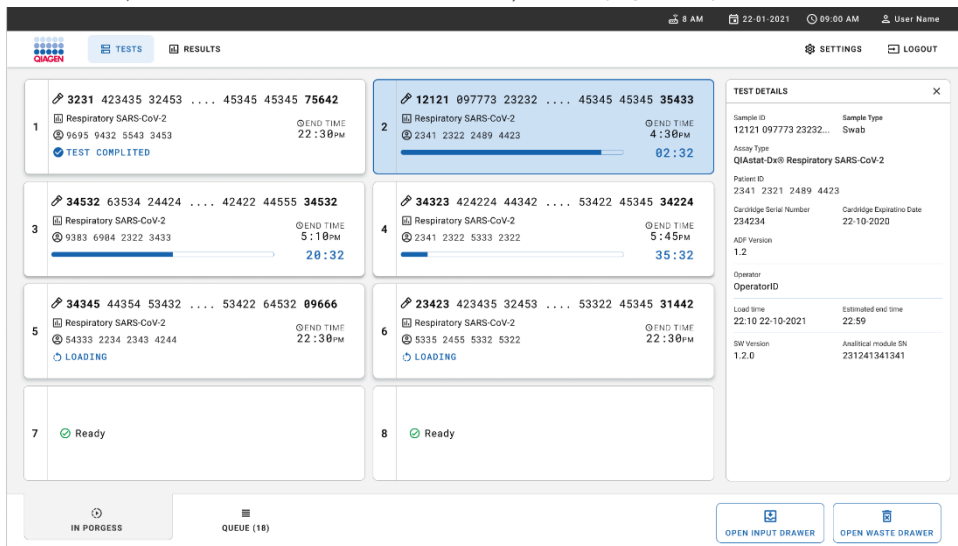 8 AM 22-01-2021 09:00 AM User Name
QIAGEN TESTS RESULTS SETTINGS LOGOUT
1
3231 423435 32453 .... 45345 45345 75642
Respiratory SARS-CoV-2
9695 9432 5543 3453
END TIME
22:30PM
TEST COMPLITED
2
12121 097773 23232 .... 45345 45345 35433
Respiratory SARS-CoV-2
2341 2322 2489 4423
END TIME
4:30PM
02:32
3
34532 63534 24424 .... 42422 44555 34532
Respiratory SARS-CoV-2
9383 6984 2322 3433
END TIME
5:10PM
20:32
4
34323 424224 44342 .... 53422 45345 34224
Respiratory SARS-CoV-2
2341 2322 5333 2322
END TIME
5:45PM
35:32
5
34345 44354 53432 .... 53422 64532 09666
Respiratory SARS-CoV-2
54333 2234 2343 4244
END TIME
22:30PM
LOADING
6
23423 423435 32453 .... 53322 45345 31442
Respiratory SARS-CoV-2
5335 2455 5332 5322
END TIME
22:30PM
LOADING
7 Ready
8 Ready
TEST DETAILS
Sample ID Sample Type
12121 097773 23232... Swab
Assay Type
QIAstat-Dx® Respiratory SARS-CoV-2
Patient ID
2341 2321 2489 4423
Cardridge Serial Number Cardridge Expiratino Date
234234 22-10-2020
ADF Version
1.2
Operator
OperatorID
Load time Estimated end time
22:10 22-10-2021 22:59
SW Version Analitical module SN
1.2.0 231241341341
IN PORGESS QUEUE (18) OPEN INPUT DRAWER OPEN WASTE DRAWER